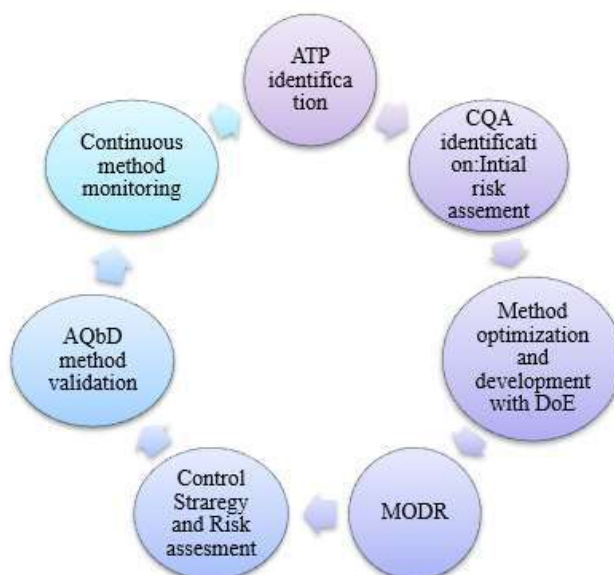 ATP
identifica
tion
CQA
identificati
on:Intial
risk
assement
Method
optimization
and
development
with DoE
MODR
Control
Straregy
and Risk
assesment
AQbD
method
validation
Continuous
method
monitoring